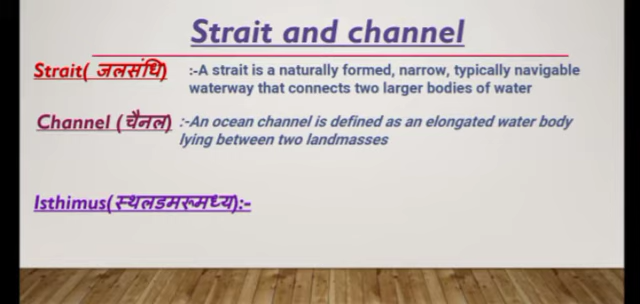 Strait and channel
Strait( जलसंधि) :-A strait is a naturally formed, narrow, typically navigable
waterway that connects two larger bodies of water
Channel (चैनल) :-An ocean channel is defined as an elongated water body
lying between two landmasses
Isthimus(स्थलडमरूमध्य):-